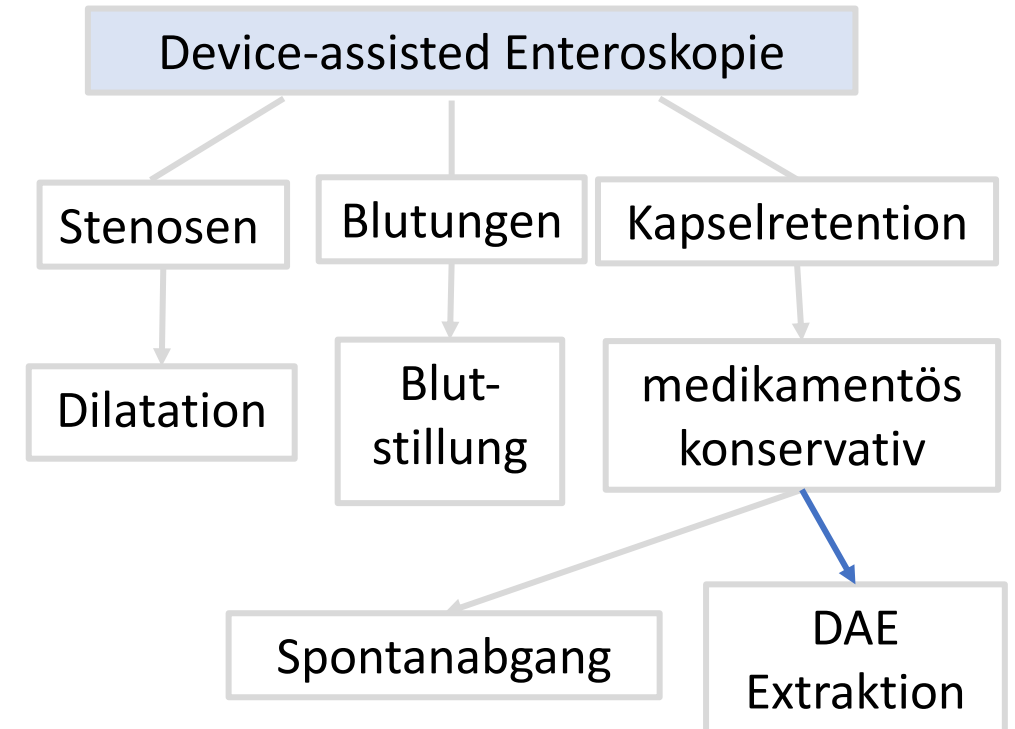 Device-assisted Enteroskopie
Stenosen
Blutungen
Kapselretention
Dilatation
Blut-
stillung
medikamentös
konservativ
Spontanabgang
DAE
Extraktion